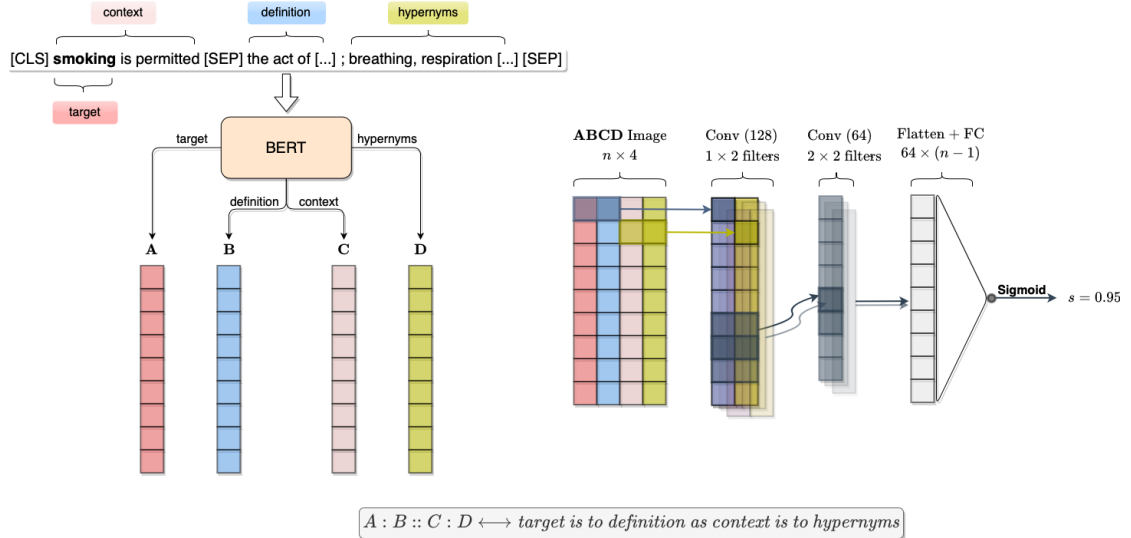 context
definition
hypernyms
[CLS] smoking is permitted [SEP] the act of [...] ; breathing, respiration [...] [SEP]
target
BERT
target
hypernyms
definition
context
A
B
C
D
ABCD Image
n × 4
Conv (128)
1 × 2 filters
Conv (64)
2 × 2 filters
Flatten + FC
64 × (n − 1)
Sigmoid
s = 0.95
A : B :: C : D ⟷ target is to definition as context is to hypernyms